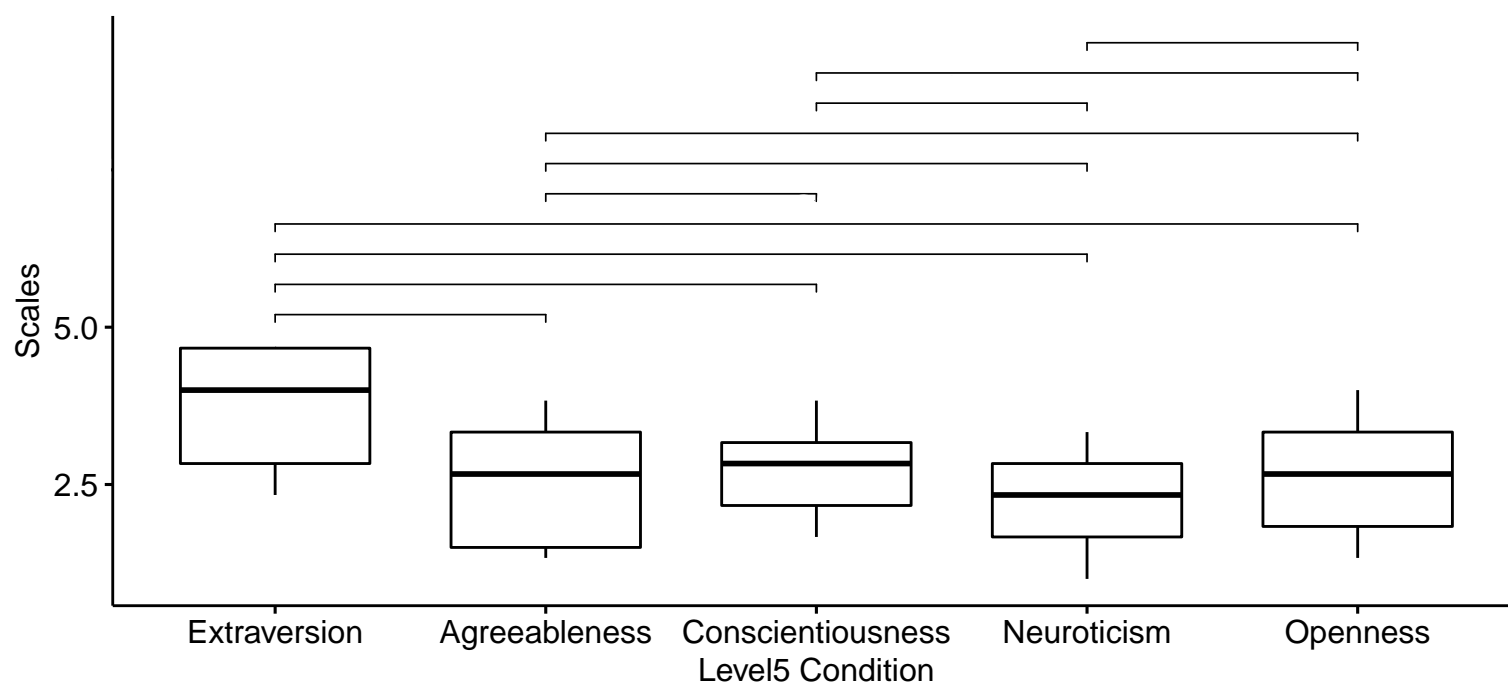 Scales
5.0
2.5
Extraversion Agreeableness Conscientiousness Neuroticism Openness
Level5 Condition